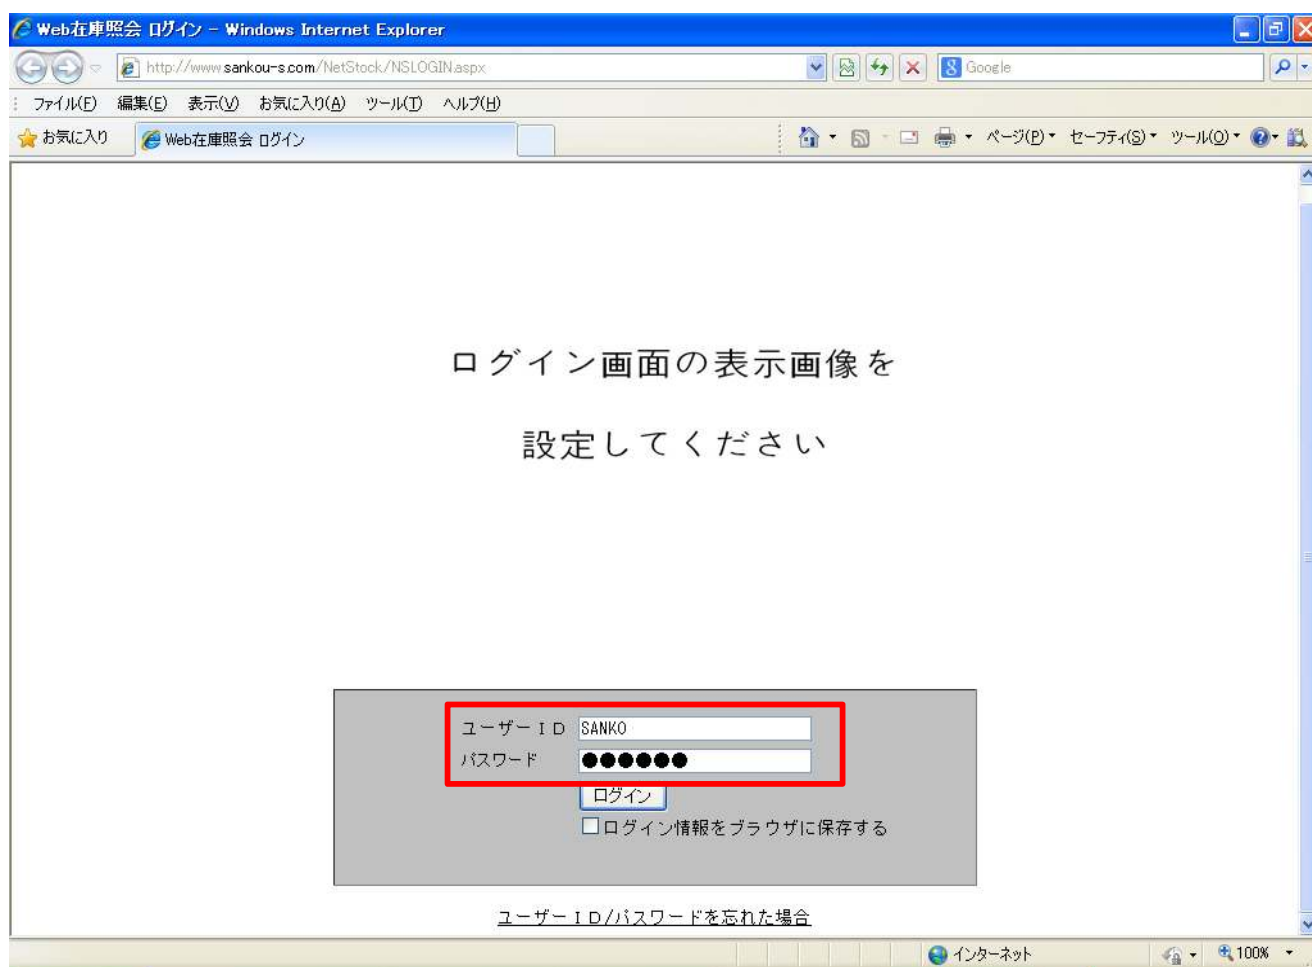 Web在庫照会 ログイン - Windows Internet Explorer
http://www.sankou-s.com/NetStock/NSLOGIN.aspx
Google
ファイル(F) 編集(E) 表示(V) お気に入り(A) ツール(T) ヘルプ(H)
お気に入り Web在庫照会 ログイン ページ(P) セーフティ(S) ツール(O)
ログイン画面の表示画像を
設定してください
ユーザーＩＤ SANKO
パスワード ●●●●●●
ログイン
ログイン情報をブラウザに保存する
ユーザーＩＤ/パスワードを忘れた場合
インターネット 100%